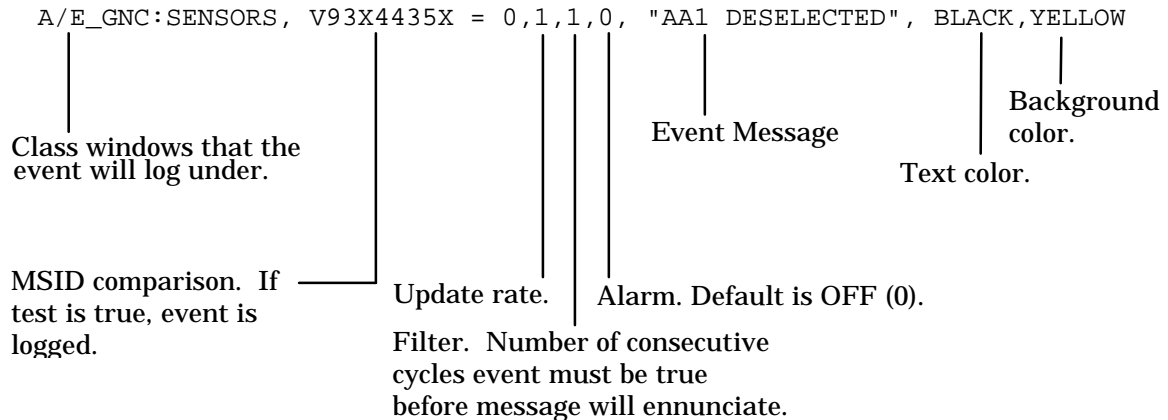 A/E_GNC:SENSORS, V93X4435X = 0,1,1,0, "AA1 DESELECTED", BLACK,YELLOW
Class windows that the
event will log under.
Event Message
Background
color.
Text color.
MSID comparison. If
test is true, event is
logged.
Update rate.
Alarm. Default is OFF (0).
Filter. Number of consecutive
cycles event must be true
before message will ennunciate.